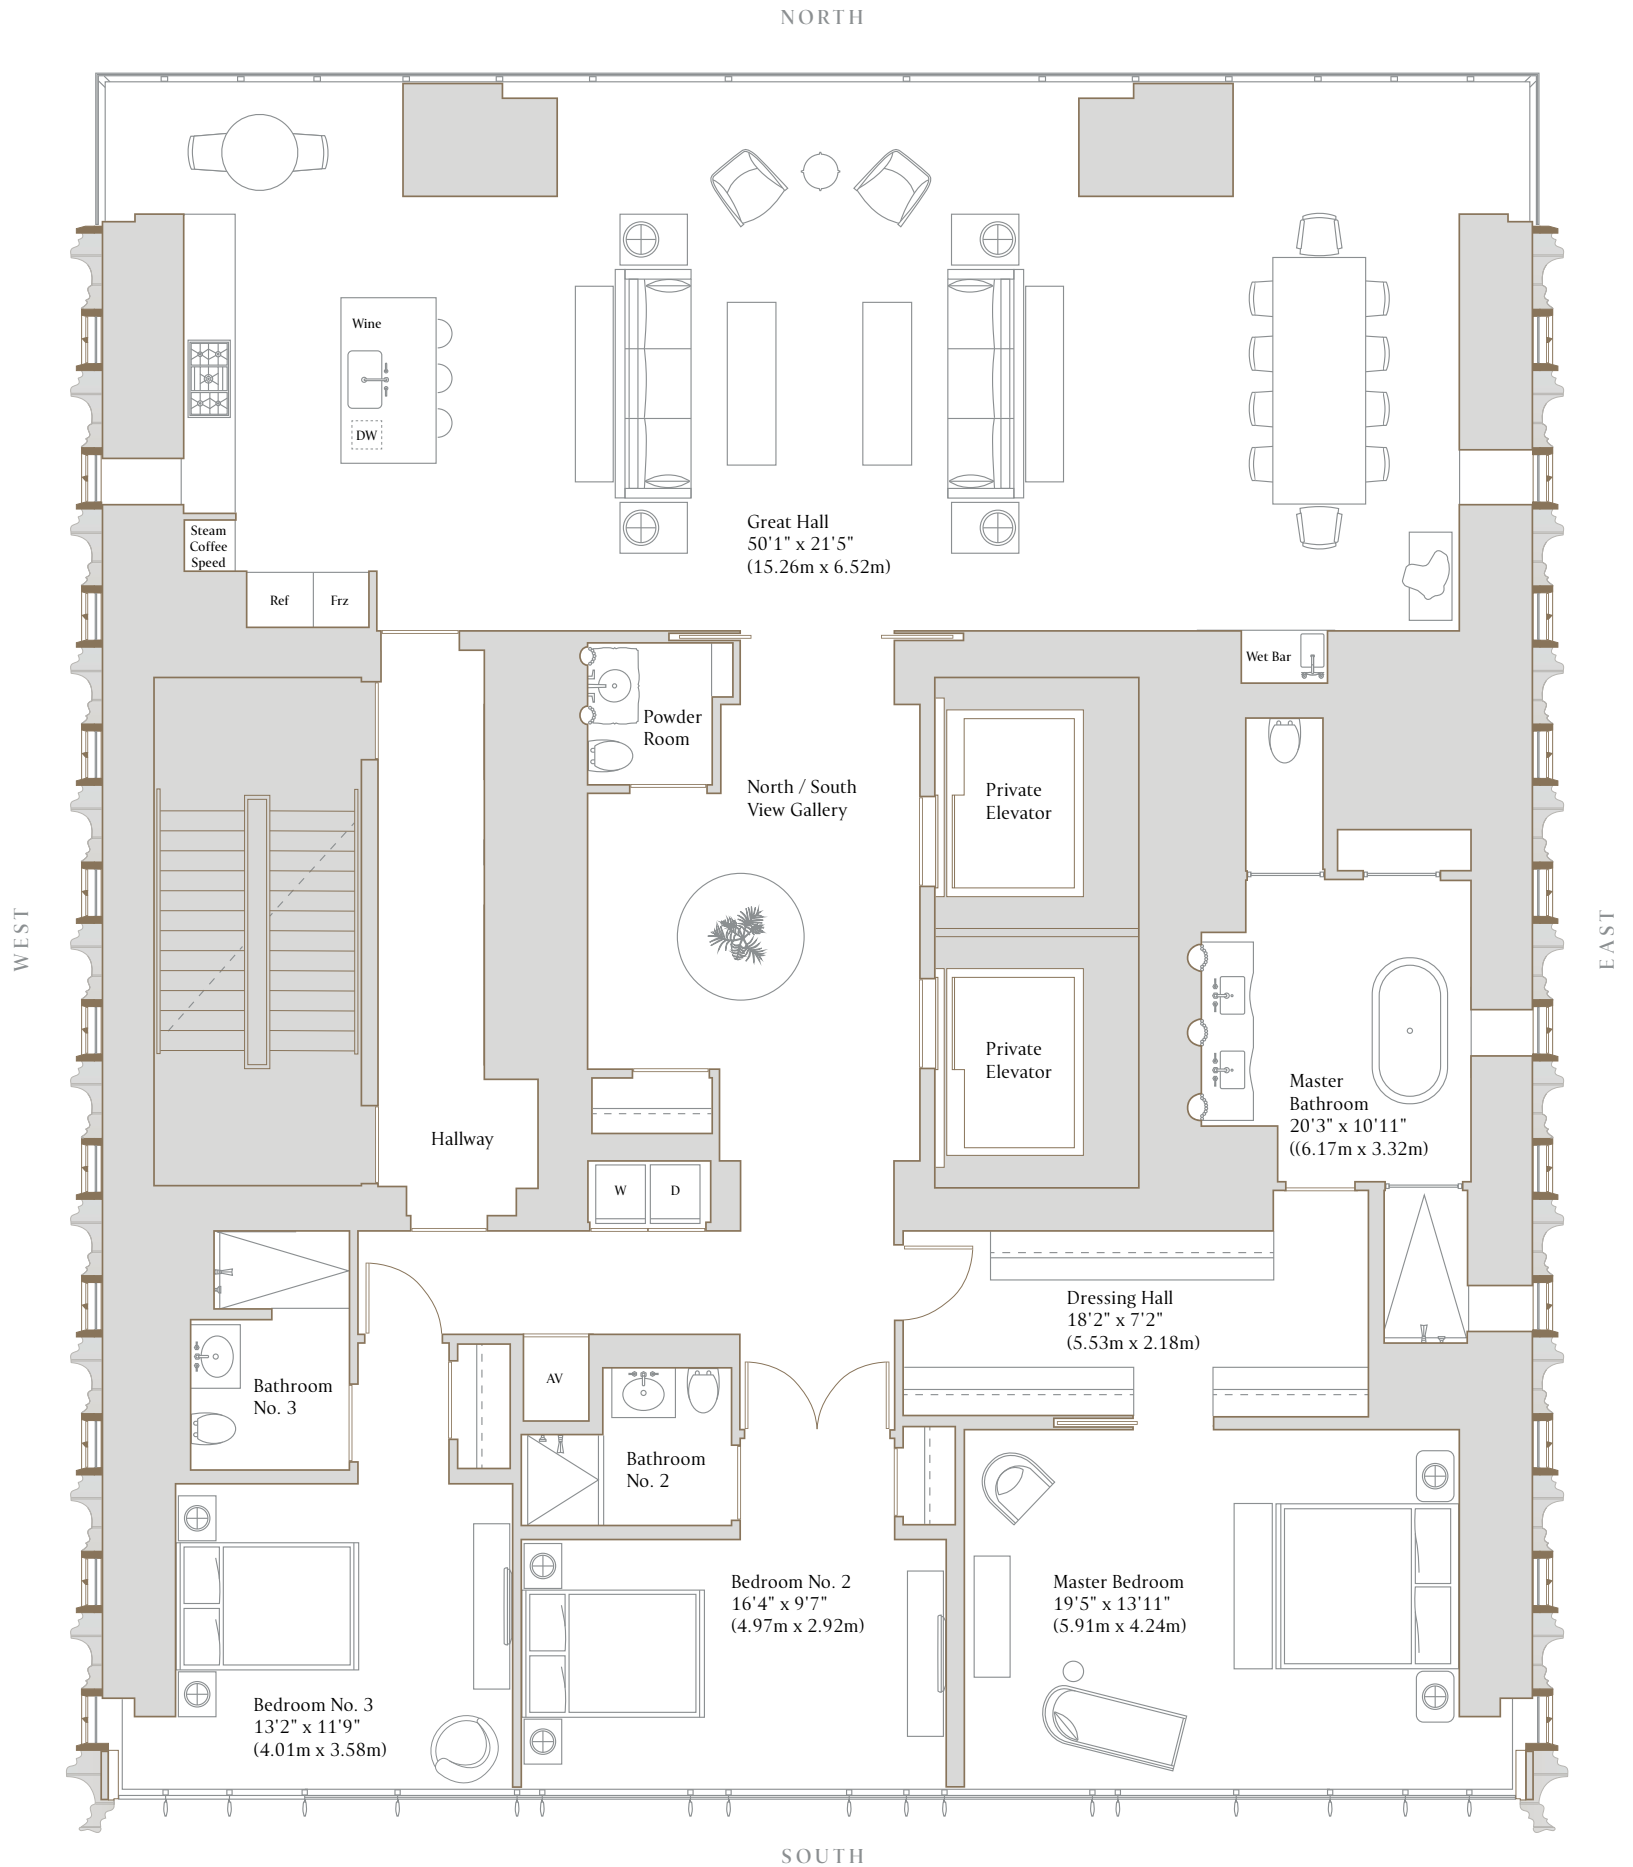 NORTH
Wine
DW
Steam
Coffee
Speed
Ref
Frz
Great Hall
50'1" x 21'5"
(15.26m x 6.52m)
Wet Bar
Powder
Room
North / South
View Gallery
Private
Elevator
WEST
EAST
Private
Elevator
Master
Bathroom
20'3" x 10'11"
((6.17m x 3.32m)
Hallway
W
D
Dressing Hall
18'2" x 7'2"
(5.53m x 2.18m)
Bathroom
No. 3
AV
Bathroom
No. 2
Bedroom No. 2
16'4" x 9'7"
(4.97m x 2.92m)
Master Bedroom
19'5" x 13'11"
(5.91m x 4.24m)
Bedroom No. 3
13'2" x 11'9"
(4.01m x 3.58m)
SOUTH